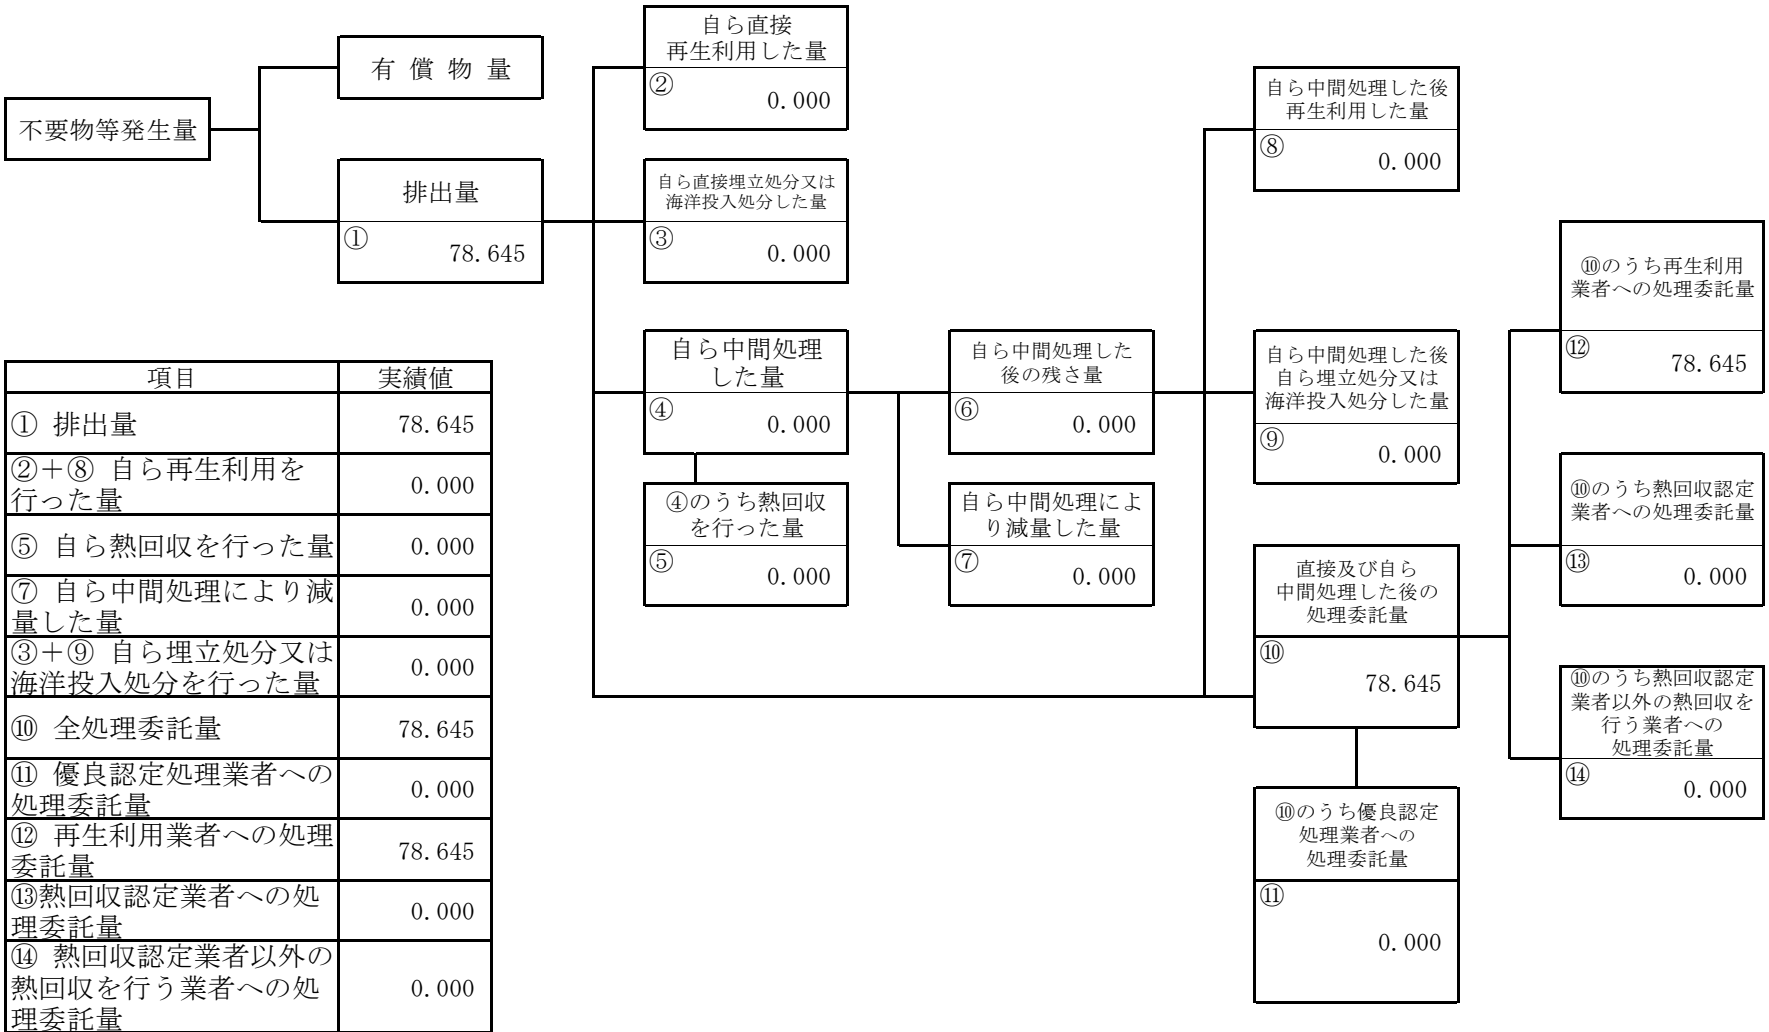 自ら直接
再生利用した量
②
0.000
有 償 物 量
不要物等発生量
排出量
①
78.645
自ら直接埋立処分又は
海洋投入処分した量
③
0.000
自ら中間処理した後
再生利用した量
⑧
0.000
⑩のうち再生利用
業者への処理委託量
⑫
78.645
自ら中間処理
した量
④
0.000
自ら中間処理した
後の残さ量
⑥
0.000
自ら中間処理した後
自ら埋立処分又は
海洋投入処分した量
⑨
0.000
④のうち熱回収
を行った量
⑤
0.000
自ら中間処理によ
り減量した量
⑦
0.000
⑩のうち熱回収認定
業者への処理委託量
⑬
0.000
直接及び自ら
中間処理した後の
処理委託量
⑩
78.645
⑩のうち熱回収認定
業者以外の熱回収を
行う業者への
処理委託量
⑭
0.000
⑩のうち優良認定
処理業者への
処理委託量
⑪
0.000
項目 実績値
① 排出量 78.645
②+⑧ 自ら再生利用を
行った量 0.000
⑤ 自ら熱回収を行った量 0.000
⑦ 自ら中間処理により減
量した量 0.000
③+⑨ 自ら埋立処分又は
海洋投入処分を行った量 0.000
⑩ 全処理委託量 78.645
⑪ 優良認定処理業者への
処理委託量 0.000
⑫ 再生利用業者への処理
委託量 78.645
⑬熱回収認定業者への処
理委託量 0.000
⑭ 熱回収認定業者以外の
熱回収を行う業者への処
理委託量 0.000